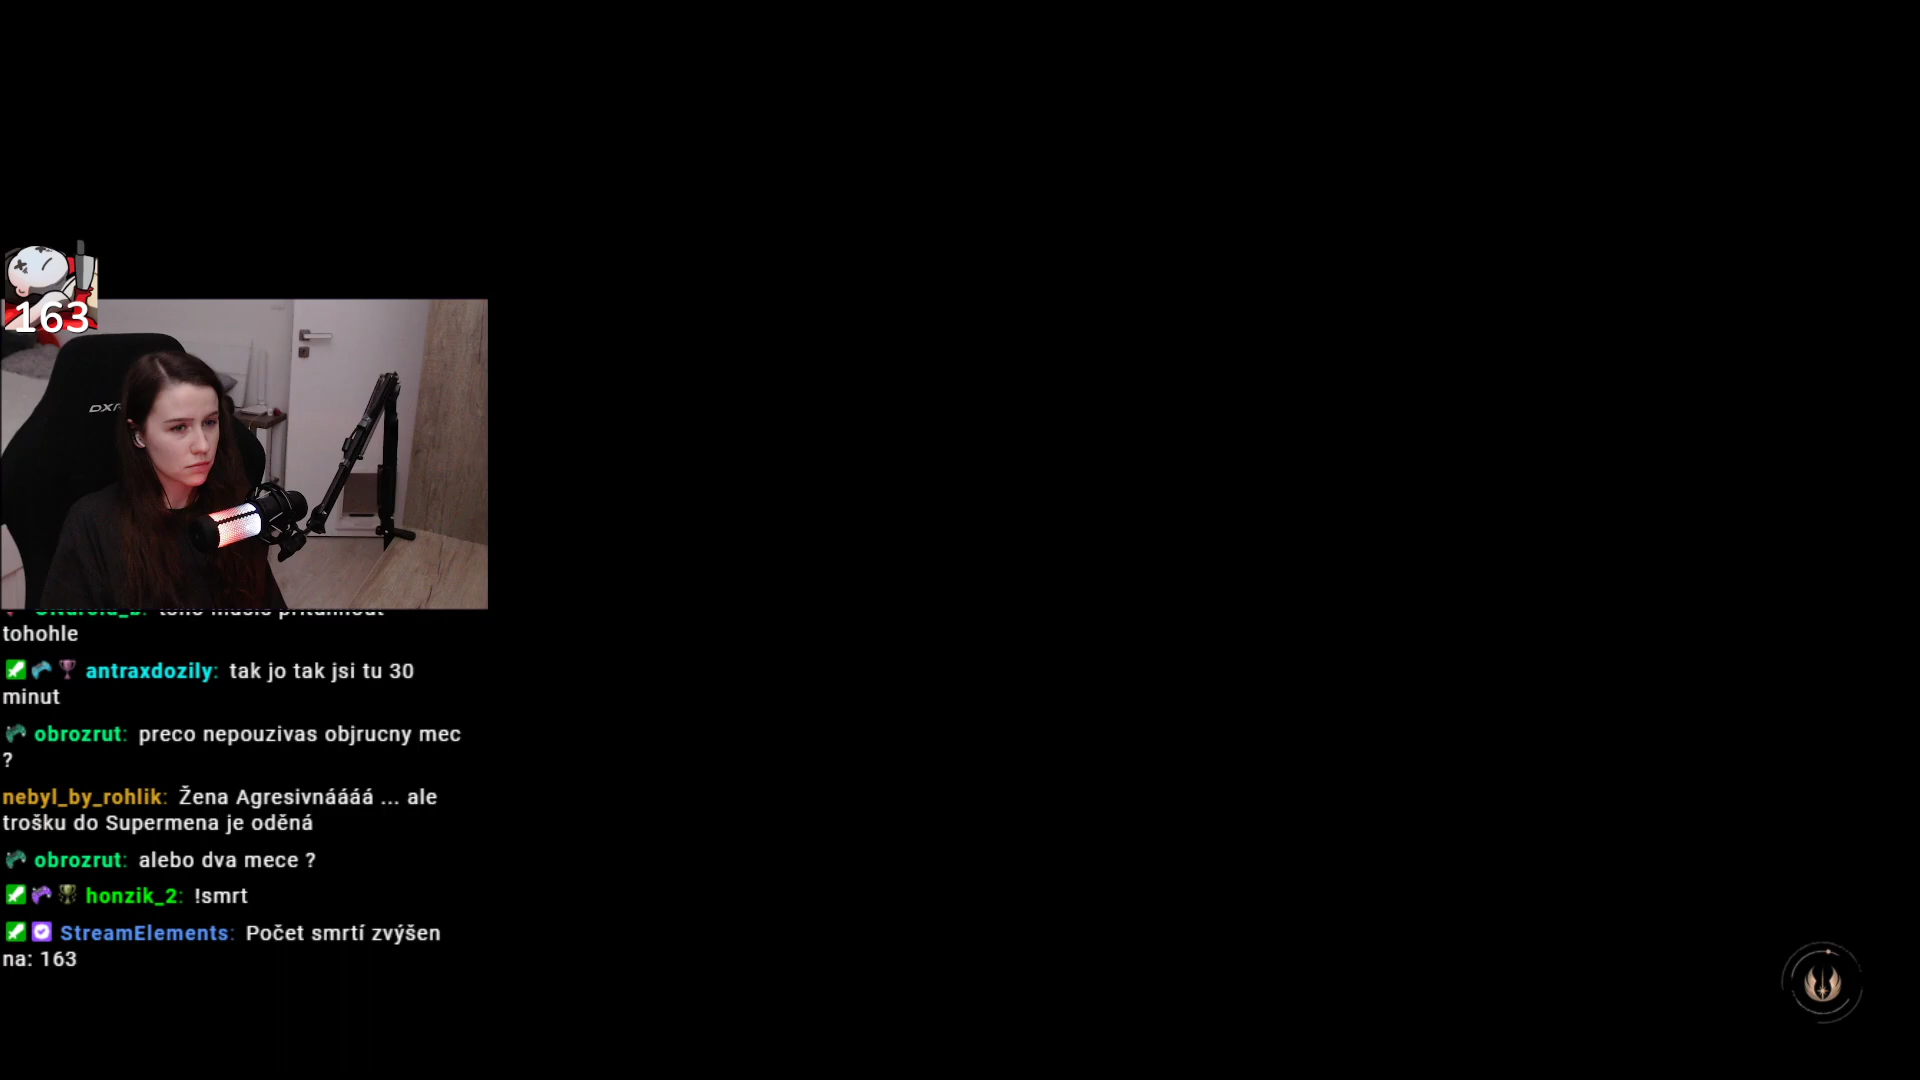 163
DXR
tohohle
antraxdozily: tak jo tak jsi tu 30
minut
obrozrut: preco nepouzivas objrucny mec
?
nebyl_by_rohlik: Žena Agresivnáááá ... ale
trošku do Supermena je oděná
obrozrut: alebo dva mece ?
honzik_2: !smrt
StreamElements: Počet smrtí zvýšen
na: 163